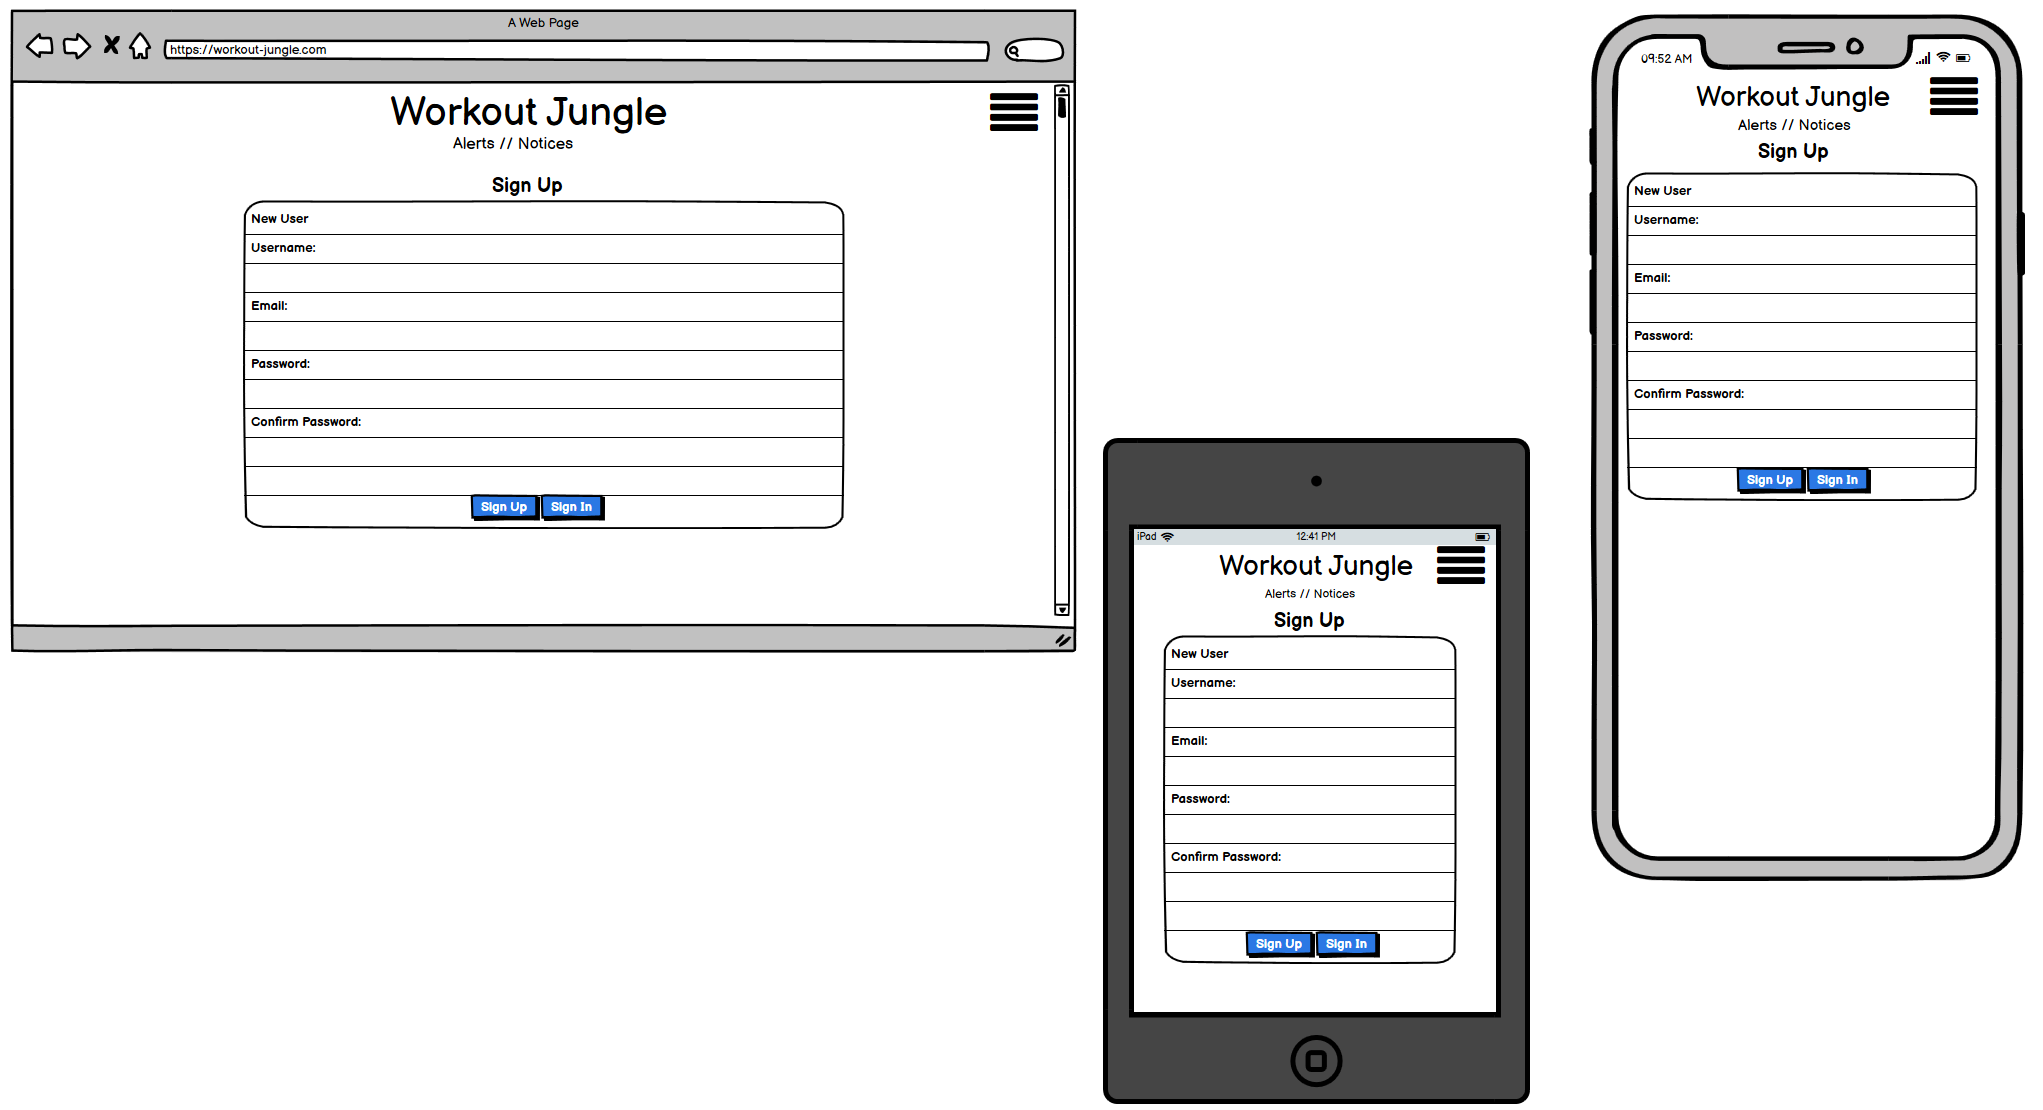 A Web Page
https://workout-jungle.com
Workout Jungle
Alerts // Notices
Sign Up
New User
Username:
Email:
Password:
Confirm Password:
Sign Up Sign In
iPad 12:41 PM
Workout Jungle
Alerts // Notices
Sign Up
New User
Username:
Email:
Password:
Confirm Password:
Sign Up Sign In
09:52 AM
Workout Jungle
Alerts // Notices
Sign Up
New User
Username:
Email:
Password:
Confirm Password:
Sign Up Sign In